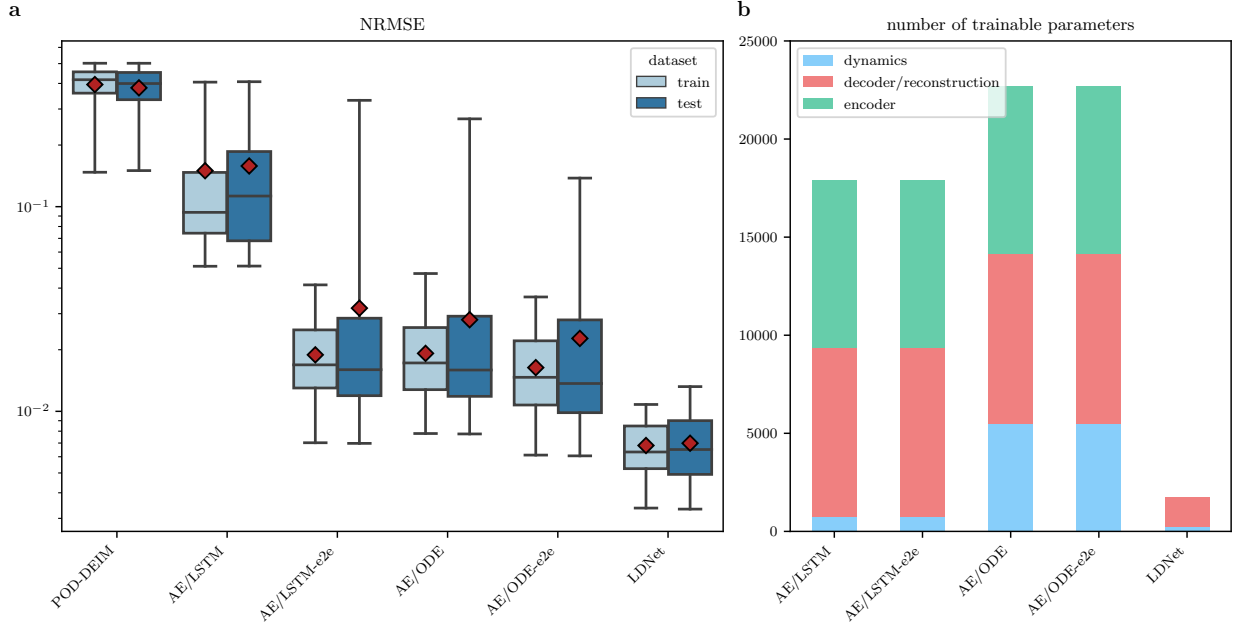 a
NRMSE
dataset
train
test
10⁻¹
10⁻²
POD-DEIM
AE/LSTM
AE/LSTM-e2e
AE/ODE
AE/ODE-e2e
LDNet
b
number of trainable parameters
dynamics
decoder/reconstruction
encoder
25000
20000
15000
10000
5000
0
AE/LSTM
AE/LSTM-e2e
AE/ODE
AE/ODE-e2e
LDNet